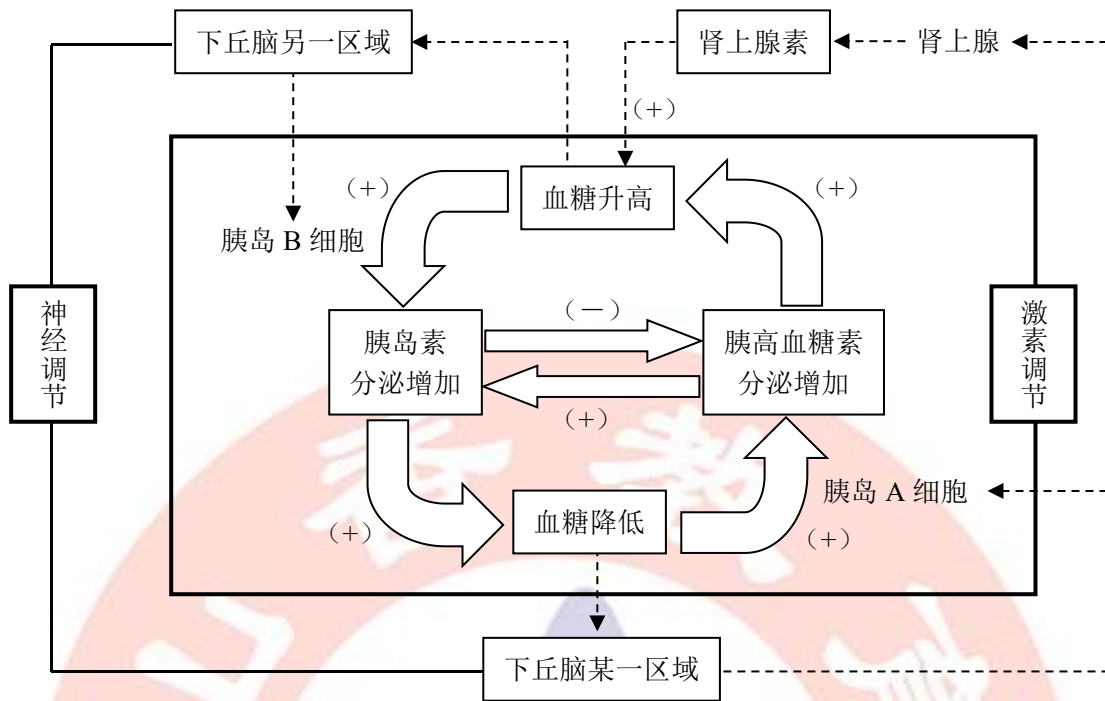 下丘脑另一区域
肾上腺素
肾上腺
（+）
（+）
血糖升高
（+）
胰岛 B 细胞
神经调节
胰岛素
分泌增加
（－）
（+）
胰高血糖素
分泌增加
激素调节
胰岛 A 细胞
（+）
血糖降低
（+）
下丘脑某一区域